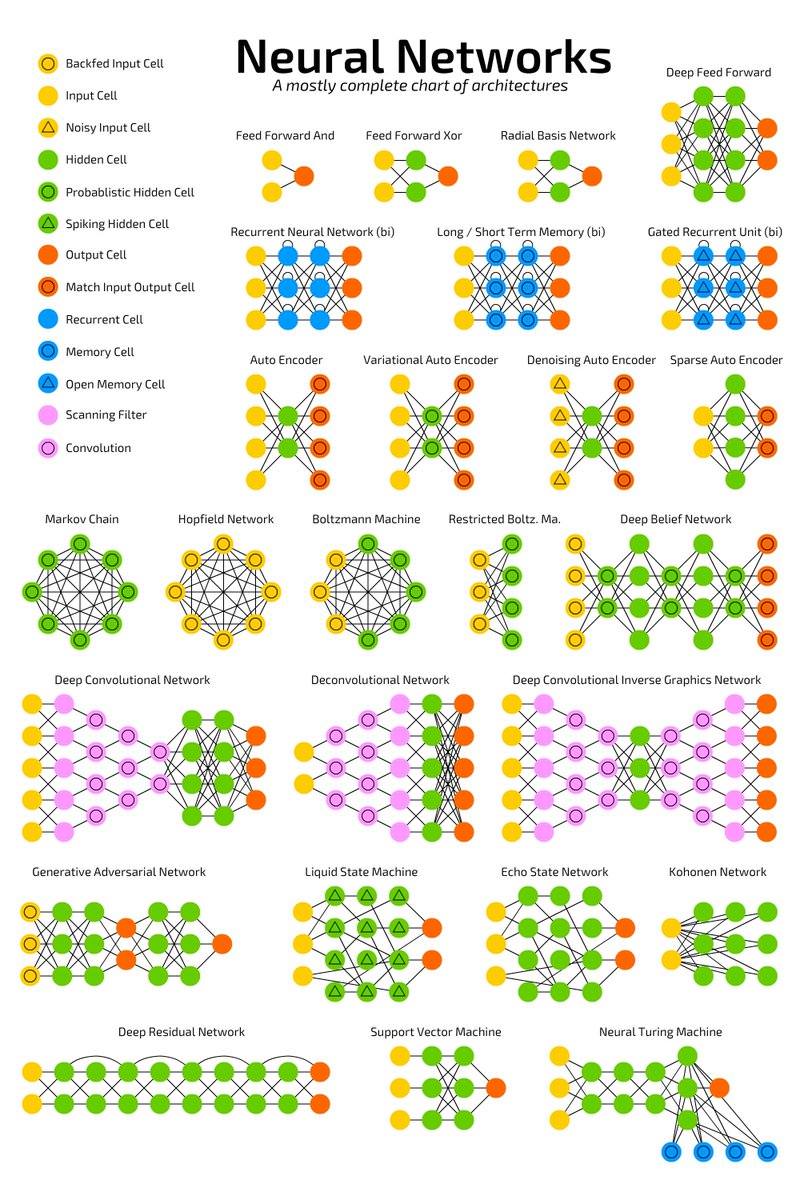 Neural Networks
A mostly complete chart of architectures
Backfed Input Cell
Input Cell
Noisy Input Cell
Hidden Cell
Probablistic Hidden Cell
Spiking Hidden Cell
Output Cell
Match Input Output Cell
Recurrent Cell
Memory Cell
Open Memory Cell
Scanning Filter
Convolution
Deep Feed Forward
Feed Forward And
Feed Forward Xor
Radial Basis Network
Recurrent Neural Network (bi)
Long / Short Term Memory (bi)
Gated Recurrent Unit (bi)
Auto Encoder
Variational Auto Encoder
Denoising Auto Encoder
Sparse Auto Encoder
Markov Chain
Hopfield Network
Boltzmann Machine
Restricted Boltz. Ma.
Deep Belief Network
Deep Convolutional Network
Deconvolutional Network
Deep Convolutional Inverse Graphics Network
Generative Adversarial Network
Liquid State Machine
Echo State Network
Kohonen Network
Deep Residual Network
Support Vector Machine
Neural Turing Machine